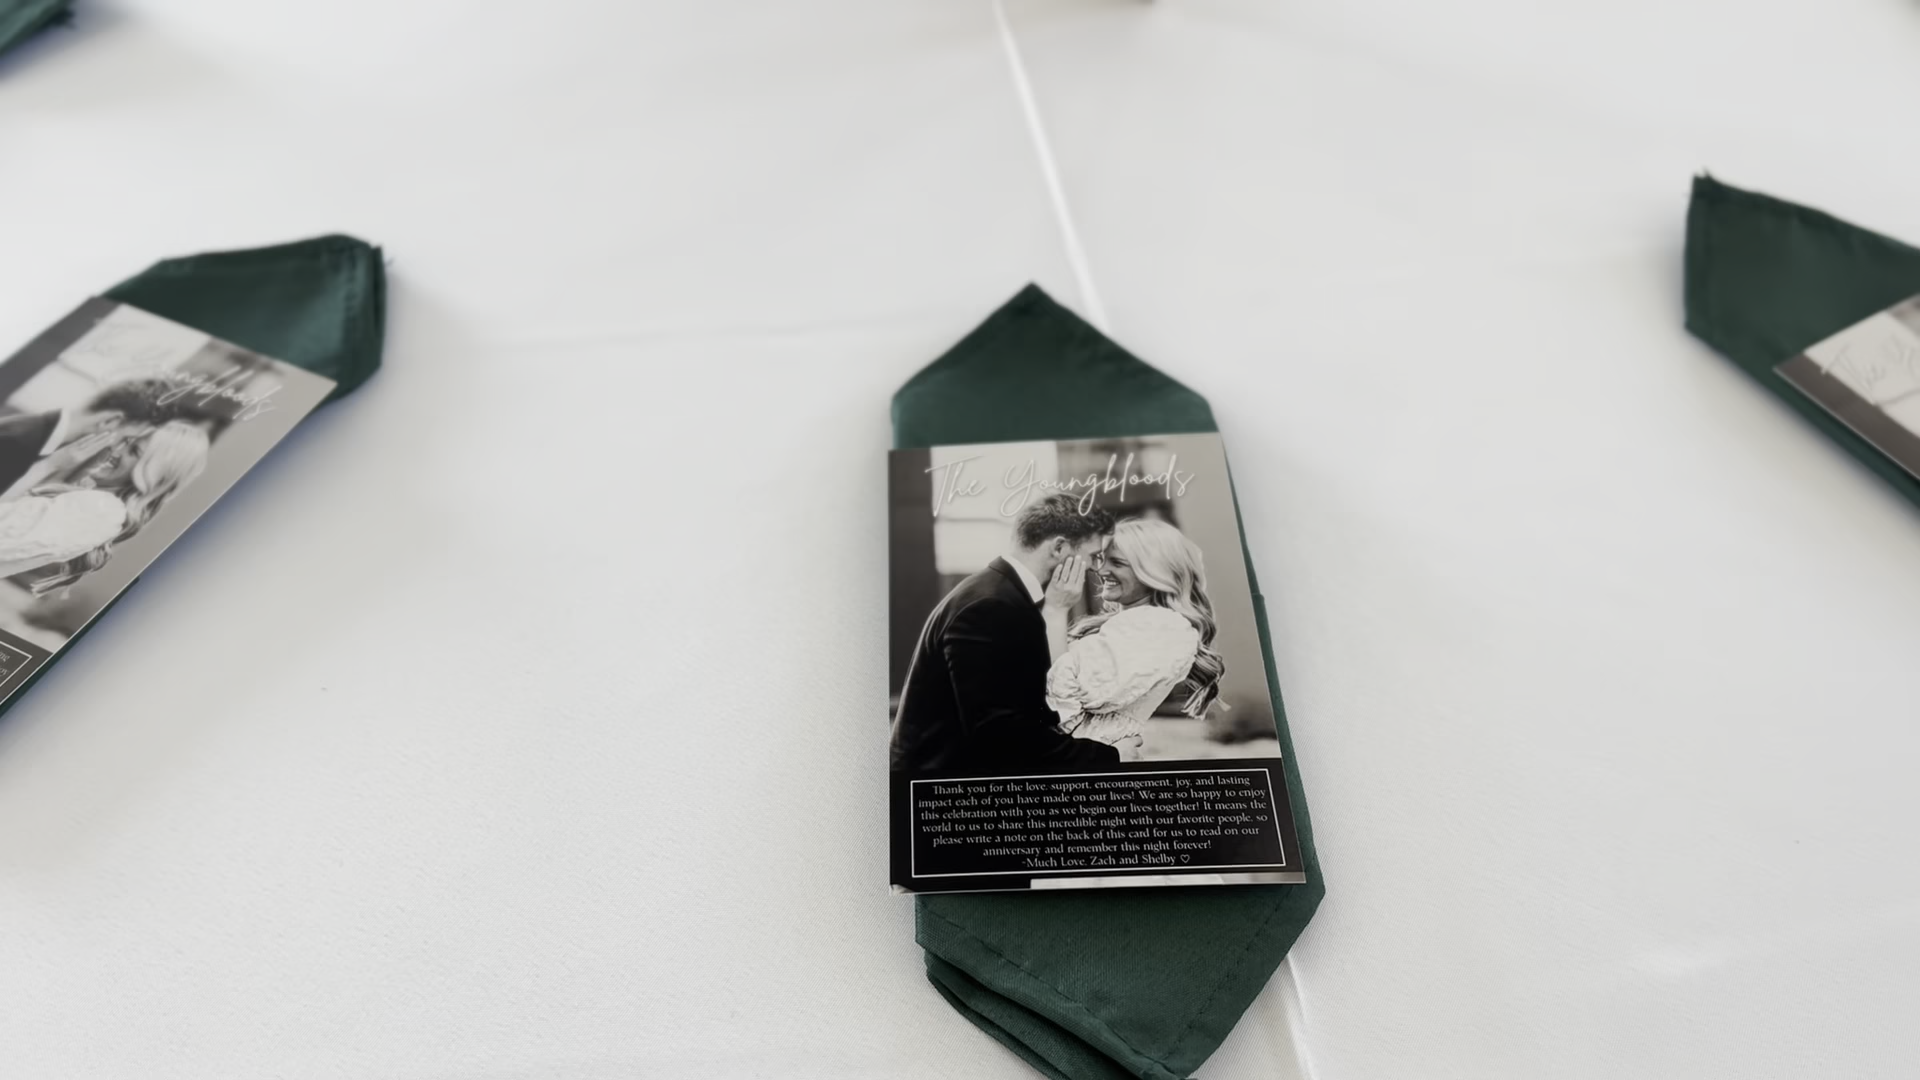 The Youngbloods
Thank you for the love, support, encouragement, joy, and lasting
impact each of you have made on our lives! We are so happy to enjoy
this celebration with you as we begin our lives together! It means the
world to us to share this incredible night with our favorite people, so
please write a note on the back of this card for us to read on our
anniversary and remember this night forever!
-Much Love, Zach and Shelby ♡
The Youngbloods
The Y